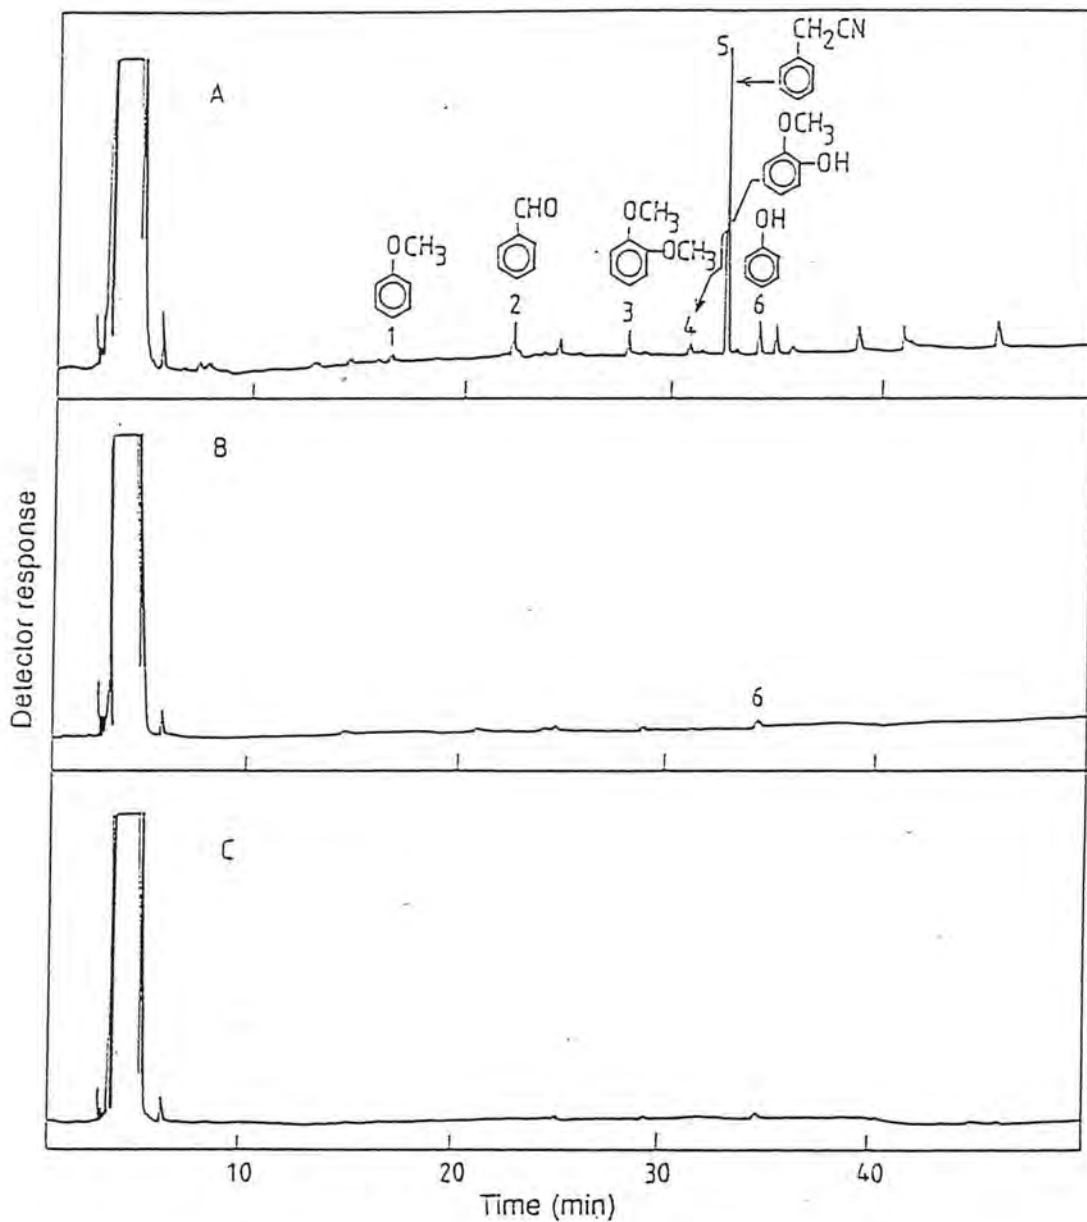 A
S
CH2CN
OCH3
OH
CHO
OCH3
OCH3
OH
OCH3
1
2
3
4
6
B
6
C
Detector response
10
20
30
40
Time (min)